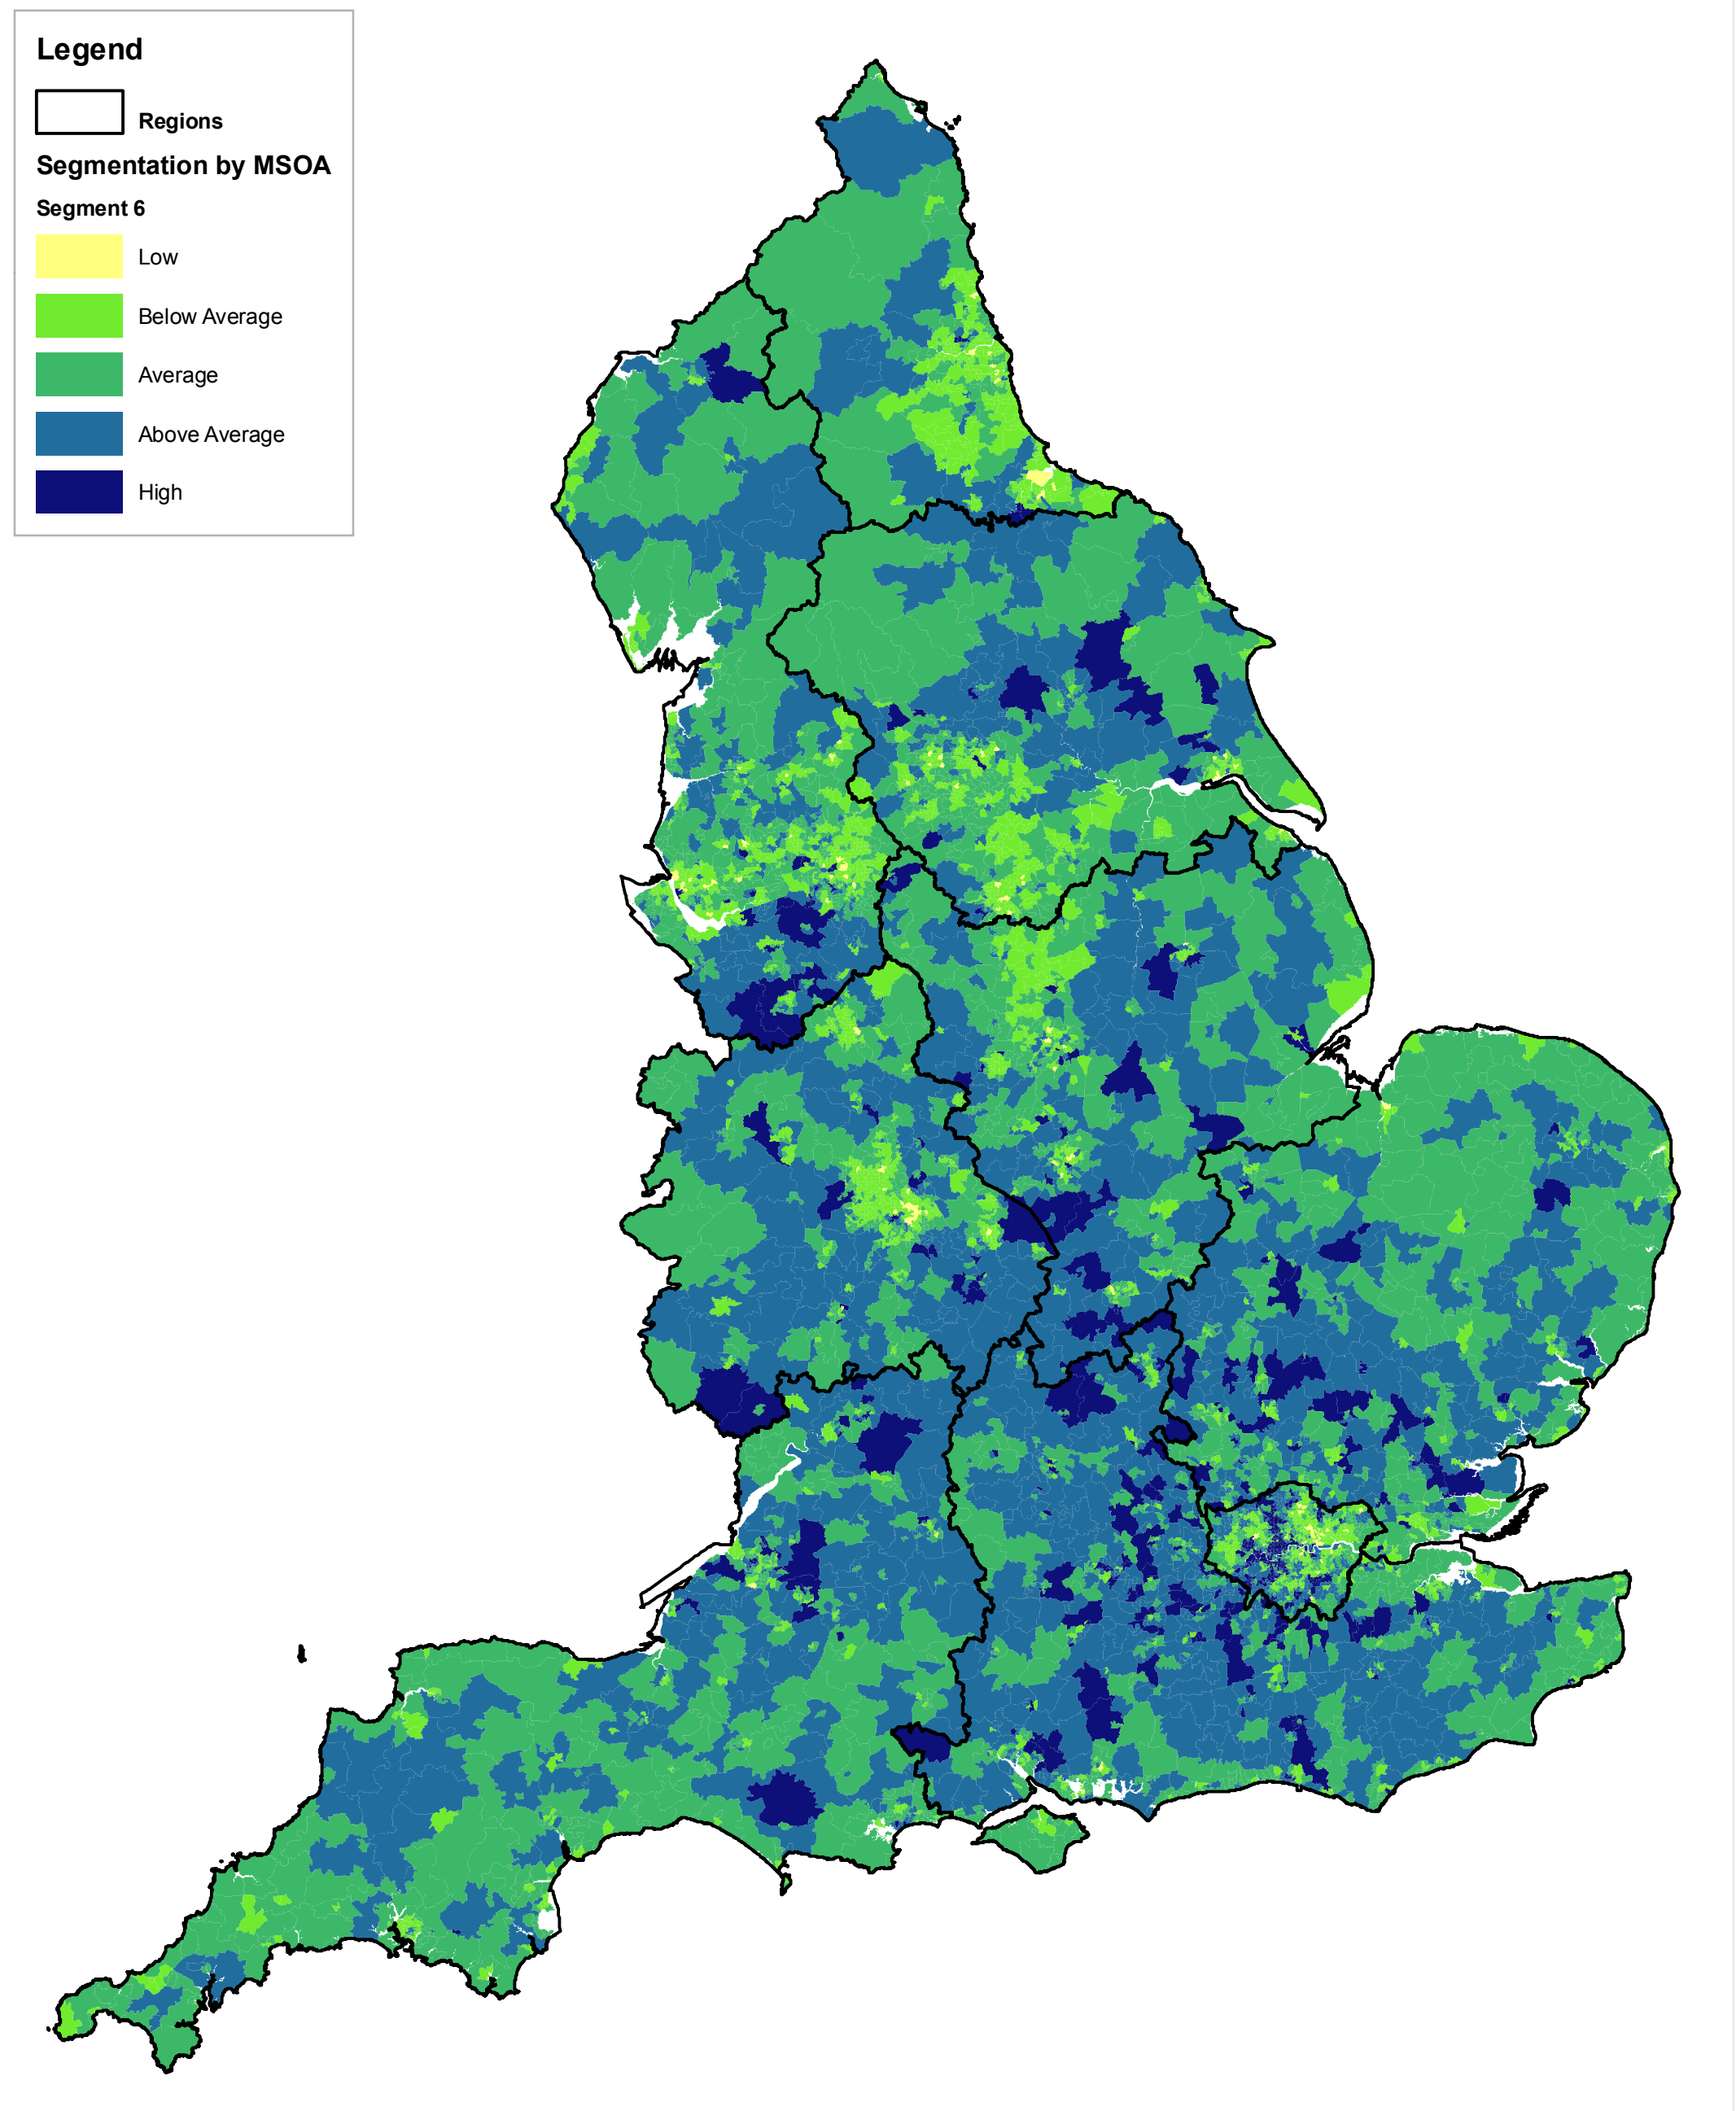 Legend
Regions
Segmentation by MSOA
Segment 6
Low
Below Average
Average
Above Average
High